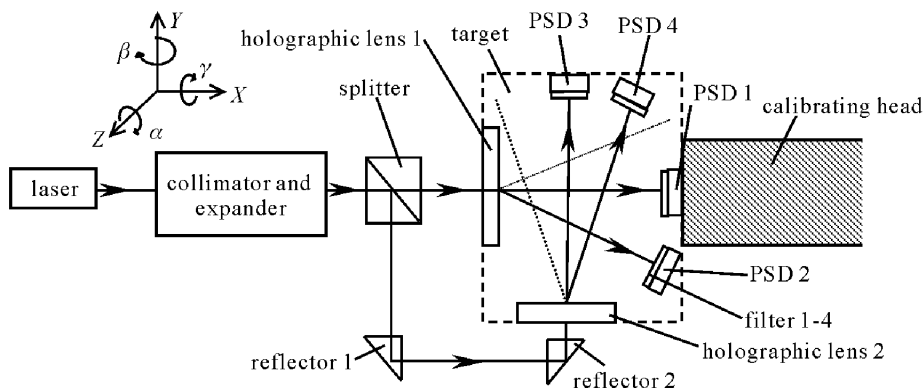 Y
β
γ
X
Z
α
holographic lens 1
target
PSD 3
PSD 4
splitter
PSD 1
calibrating head
laser
collimator and
expander
PSD 2
filter 1-4
holographic lens 2
reflector 1
reflector 2